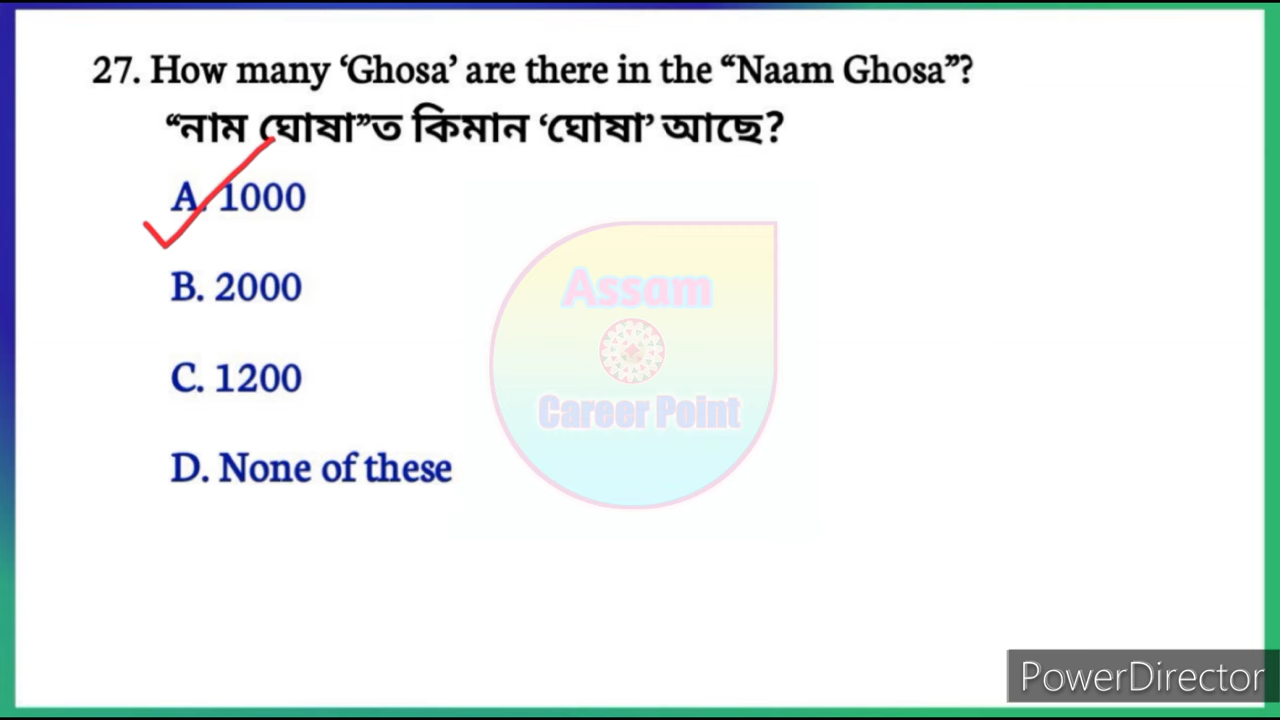 27. How many ‘Ghosa’ are there in the “Naam Ghosa”?
“নাম ঘোষা”ত কিমান ‘ঘোষা’ আছে?
A. 1000
B. 2000
C. 1200
D. None of these
Assam
Career Point
PowerDirector